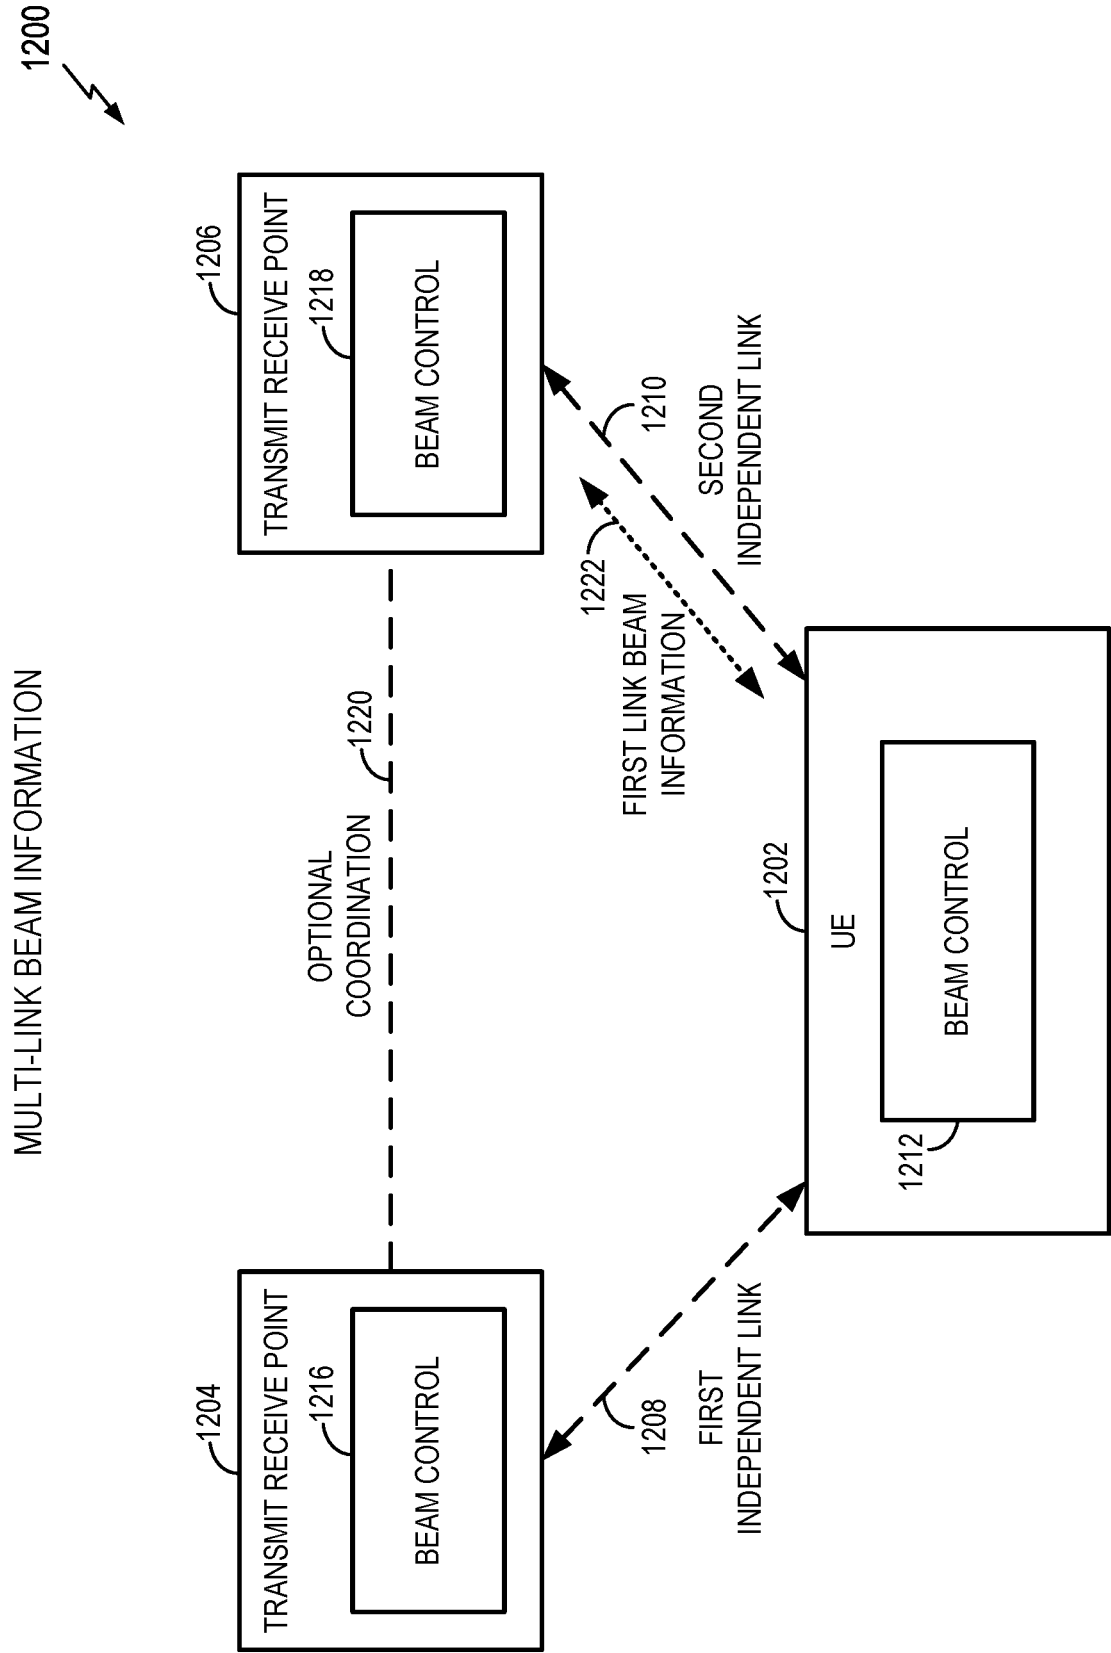 MULTI-LINK BEAM INFORMATION
1200
1204
TRANSMIT RECEIVE POINT
1216
BEAM CONTROL
OPTIONAL
COORDINATION
1220
1206
TRANSMIT RECEIVE POINT
1218
BEAM CONTROL
1208
FIRST
INDEPENDENT LINK
FIRST LINK BEAM
INFORMATION
1222
1210
SECOND
INDEPENDENT LINK
1202
UE
1212
BEAM CONTROL